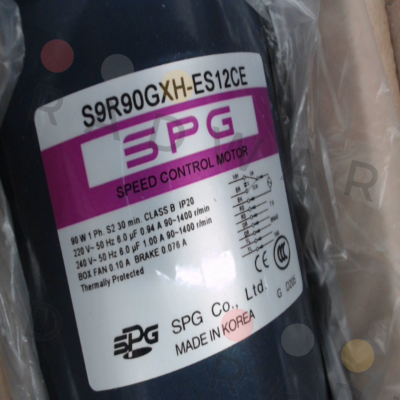 S9R90GXH-ES12CE
SPG
SPEED CONTROL MOTOR
90 W 1 Ph. S2 30 min. CLASS B IP20
220 V~ 50 Hz 6.0 µF 0.94 A 90~1400 r/min
240 V~ 50 Hz 6.0 µF 1.00 A 90~1400 r/min
BOX FAN 0.10 A BRAKE 0.076 A
Thermally Protected
CE
SPG
SPG Co., Ltd.
MADE IN KOREA